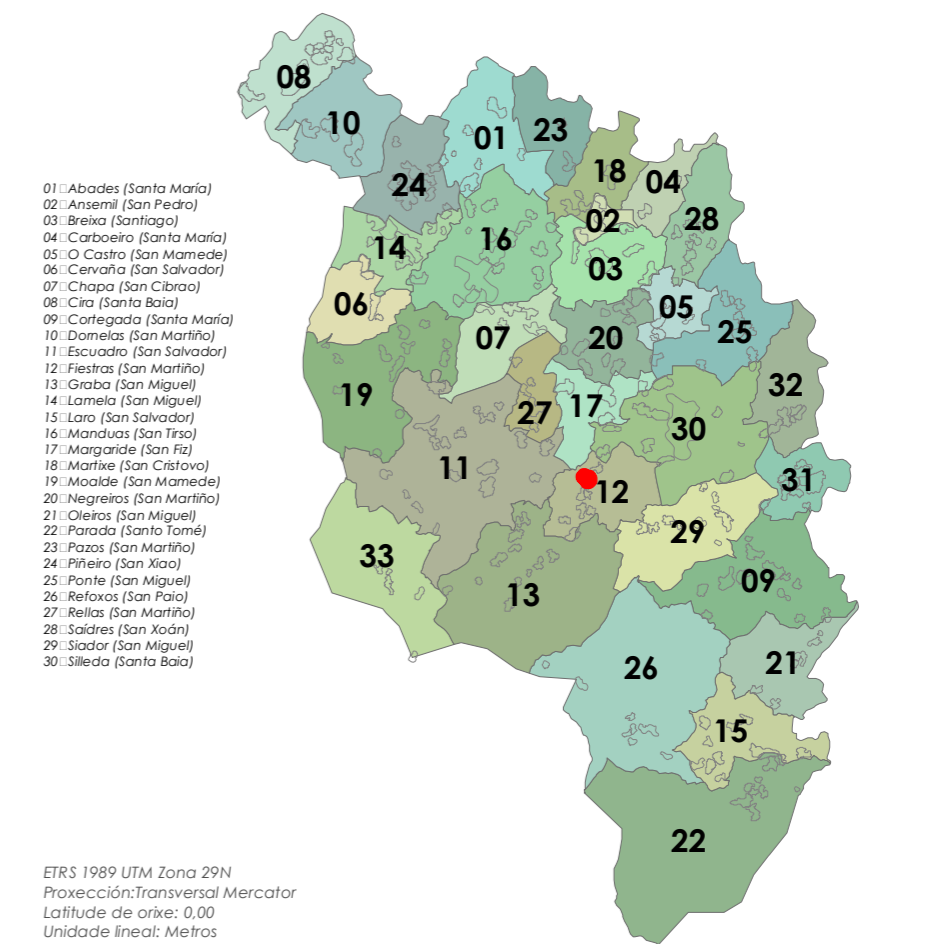 08
10
01
23
18
04
24
28
02
14
16
03
06
05
07
20
25
32
19
27
17
30
11
12
31
29
33
13
09
26
21
15
22
01□Abades (Santa María)
02□Ansemil (San Pedro)
03□Breixa (Santiago)
04□Carboeiro (Santa María)
05□O Castro (San Mamede)
06□Cervaña (San Salvador)
07□Chapa (San Cibrao)
08□Cira (Santa Baia)
09□Cortegada (Santa María)
10□Dornelas (San Martiño)
11□Escuadro (San Salvador)
12□Fiestras (San Martiño)
13□Graba (San Miguel)
14□Lamela (San Miguel)
15□Laro (San Salvador)
16□Manduas (San Tirso)
17□Margaride (San Fiz)
18□Martixe (San Cristovo)
19□Moalde (San Mamede)
20□Negreiros (San Martiño)
21□Oleiros (San Miguel)
22□Parada (Santo Tomé)
23□Pazos (San Martiño)
24□Piñeiro (San Xiao)
25□Ponte (San Miguel)
26□Refoxos (San Paio)
27□Rellas (San Martiño)
28□Saídres (San Xoán)
29□Siador (San Miguel)
30□Silleda (Santa Baia)
ETRS 1989 UTM Zona 29N
Proxección:Transversal Mercator
Latitude de orixe: 0,00
Unidade lineal: Metros